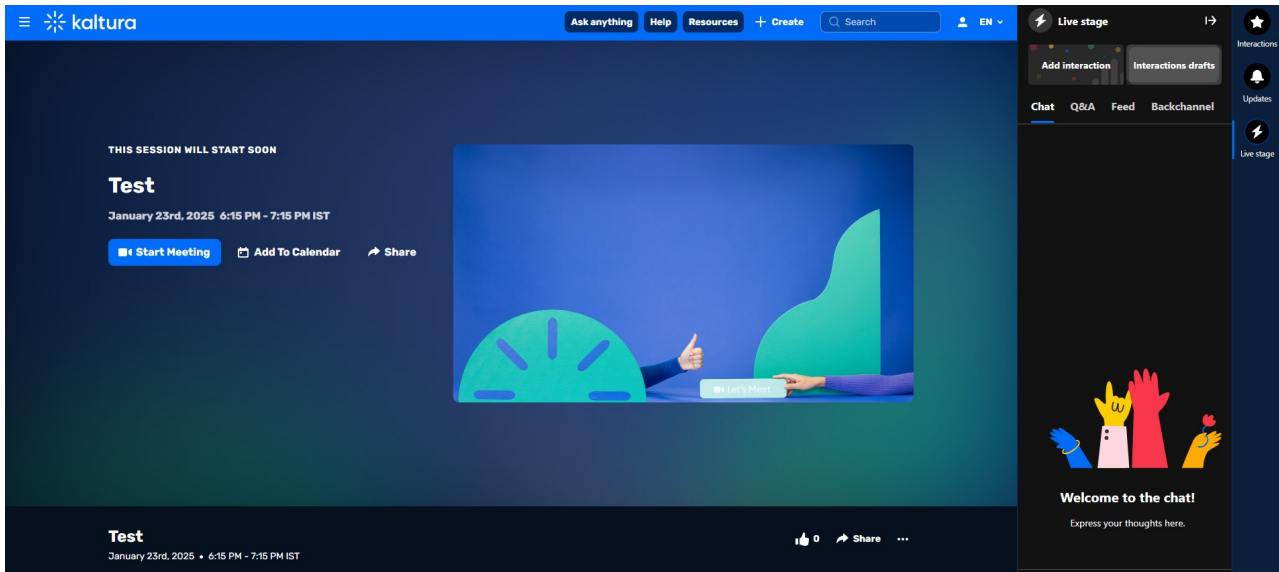 kaltura
Ask anything Help Resources + Create Search EN
THIS SESSION WILL START SOON
Test
January 23rd, 2025 6:15 PM - 7:15 PM IST
Start Meeting Add To Calendar Share
Let's Meet
Test
January 23rd, 2025 • 6:15 PM - 7:15 PM IST
0 Share ...
Live stage
Add interaction Interactions drafts
Chat Q&A Feed Backchannel
Welcome to the chat!
Express your thoughts here.
Interactions
Updates
Live stage